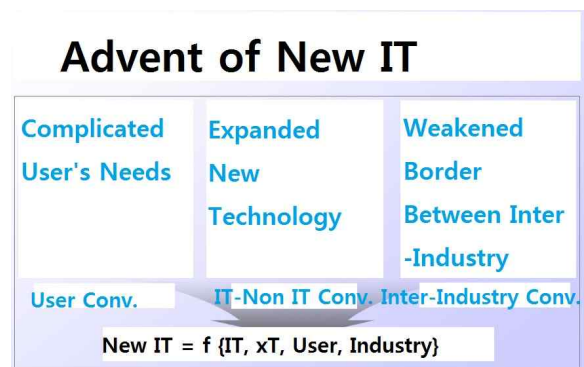 Advent of New IT
Complicated
User's Needs
Expanded
New
Technology
Weakened
Border
Between Inter
-Industry
User Conv.
IT-Non IT Conv.
Inter-Industry Conv.
New IT = f {IT, xT, User, Industry}